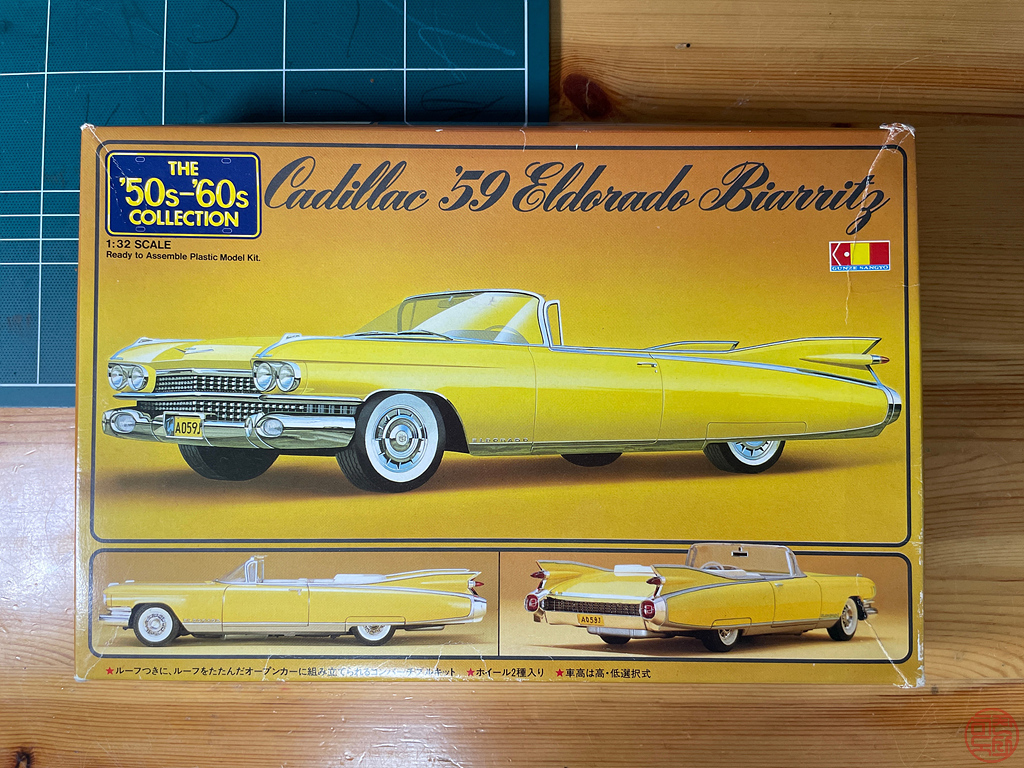 THE
'50s–'60s
COLLECTION
Cadillac '59 Eldorado Biarritz
1:32 SCALE
Ready to Assemble Plastic Model Kit.
GUNZE SANGYO
A059J
ELDORADO
A059J
★ルーフつきに、ルーフをたたんだオープンカーに組み立てられるコンバーチブルキット ★ホイール2種入り ★車高は高・低選択式